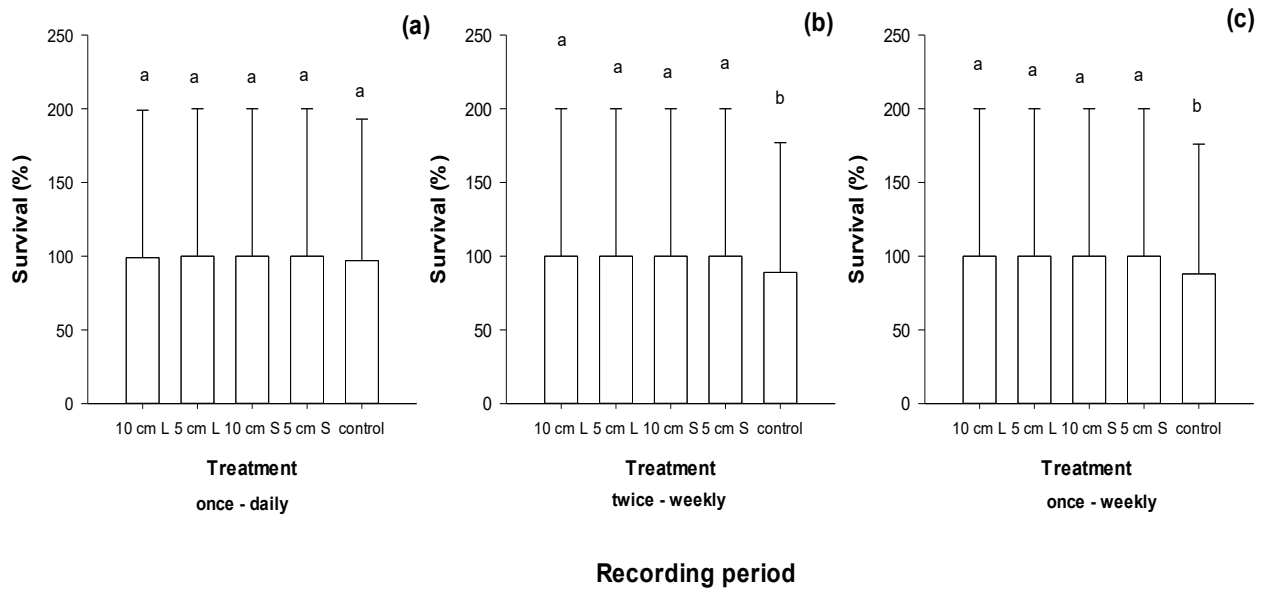 (a)
250
200
150
100
50
0
Survival (%)
a a a a a
10 cm L 5 cm L 10 cm S 5 cm S control
Treatment
once - daily
(b)
250
200
150
100
50
0
Survival (%)
a a a a b
10 cm L 5 cm L 10 cm S 5 cm S control
Treatment
twice - weekly
(c)
250
200
150
100
50
0
Survival (%)
a a a a b
10 cm L 5 cm L 10 cm S 5 cm S control
Treatment
once - weekly
Recording period